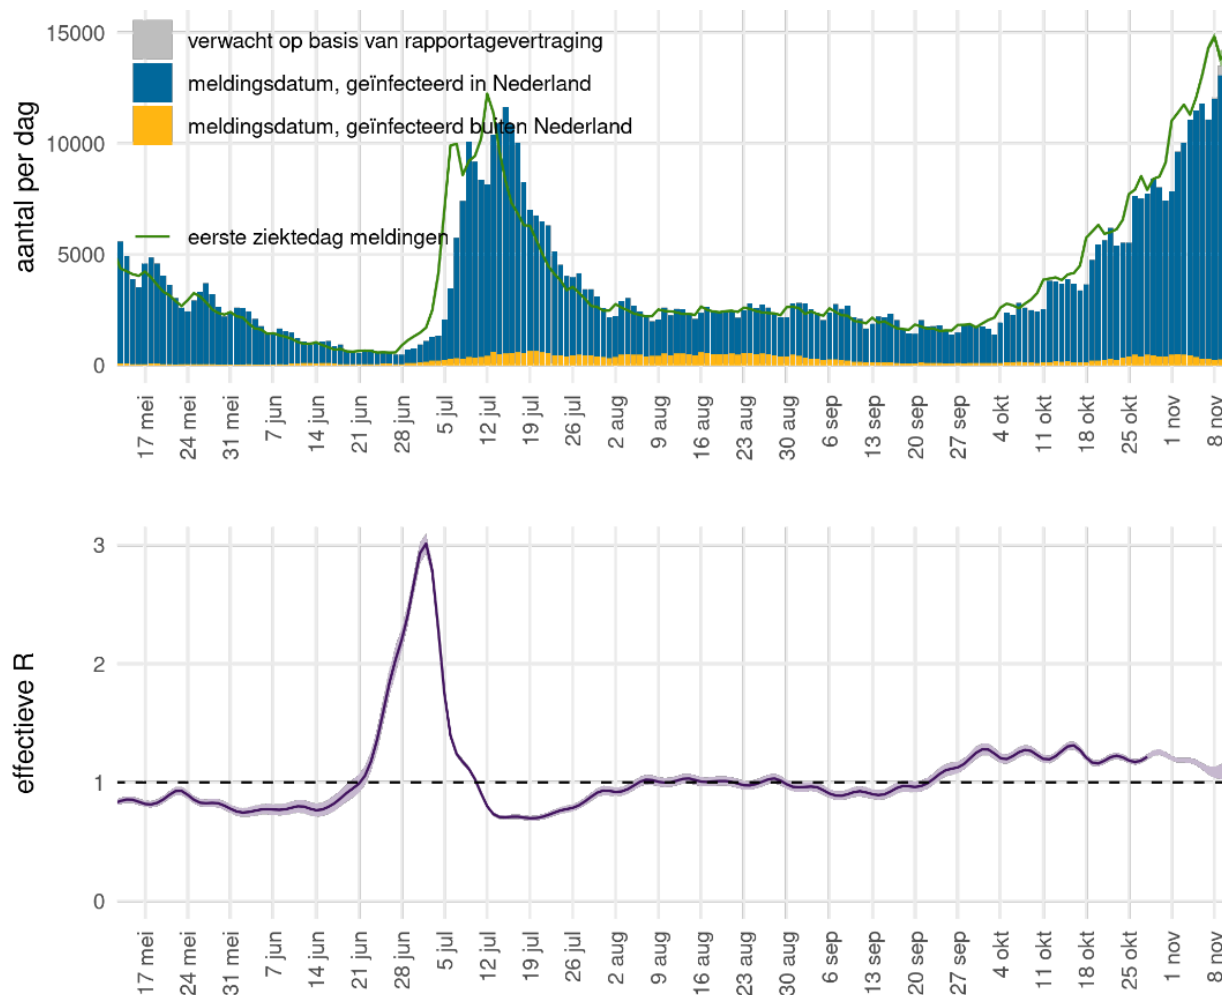 15000
10000
5000
0
aantal per dag
verwacht op basis van rapportagevertraging
meldingsdatum, geïnfecteerd in Nederland
meldingsdatum, geïnfecteerd buiten Nederland
eerste ziektedag meldingen
17 mei
24 mei
31 mei
7 jun
14 jun
21 jun
28 jun
5 jul
12 jul
19 jul
26 jul
2 aug
9 aug
16 aug
23 aug
30 aug
6 sep
13 sep
20 sep
27 sep
4 okt
11 okt
18 okt
25 okt
1 nov
8 nov
3
2
1
0
effectieve R
17 mei
24 mei
31 mei
7 jun
14 jun
21 jun
28 jun
5 jul
12 jul
19 jul
26 jul
2 aug
9 aug
16 aug
23 aug
30 aug
6 sep
13 sep
20 sep
27 sep
4 okt
11 okt
18 okt
25 okt
1 nov
8 nov